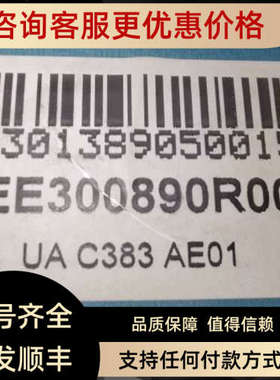 咨询客服更优惠价格
3013890500
EE300890R00
UA C383 AE01
号齐全
品质保障 值得信赖
发顺丰
支持任何付款方式